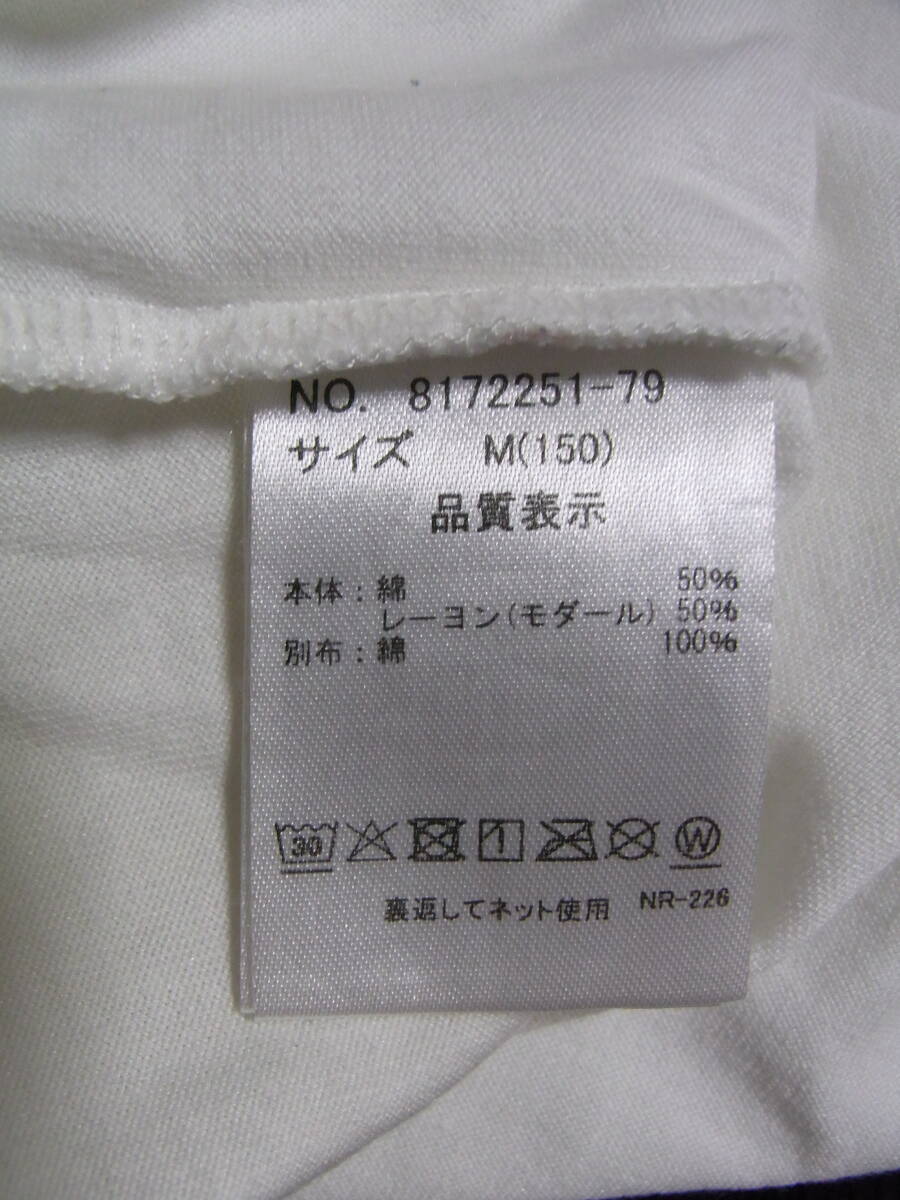 NO. 8172251-79
サイズ M(150)
品質表示
本体：綿 50%
レーヨン(モダール) 50%
別布：綿 100%
30 1 W
裏返してネット使用 NR-226